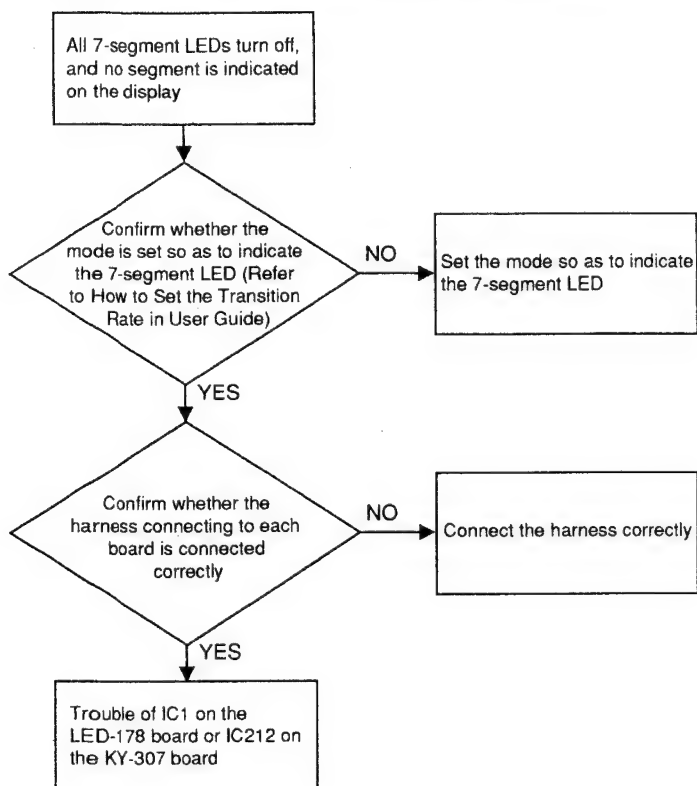 All 7-segment LEDs turn off,
and no segment is indicated
on the display
Confirm whether the
mode is set so as to indicate
the 7-segment LED (Refer
to How to Set the Transition
Rate in User Guide)
NO
Set the mode so as to indicate
the 7-segment LED
YES
Confirm whether the
harness connecting to each
board is connected
correctly
NO
Connect the harness correctly
YES
Trouble of IC1 on the
LED-178 board or IC212 on
the KY-307 board